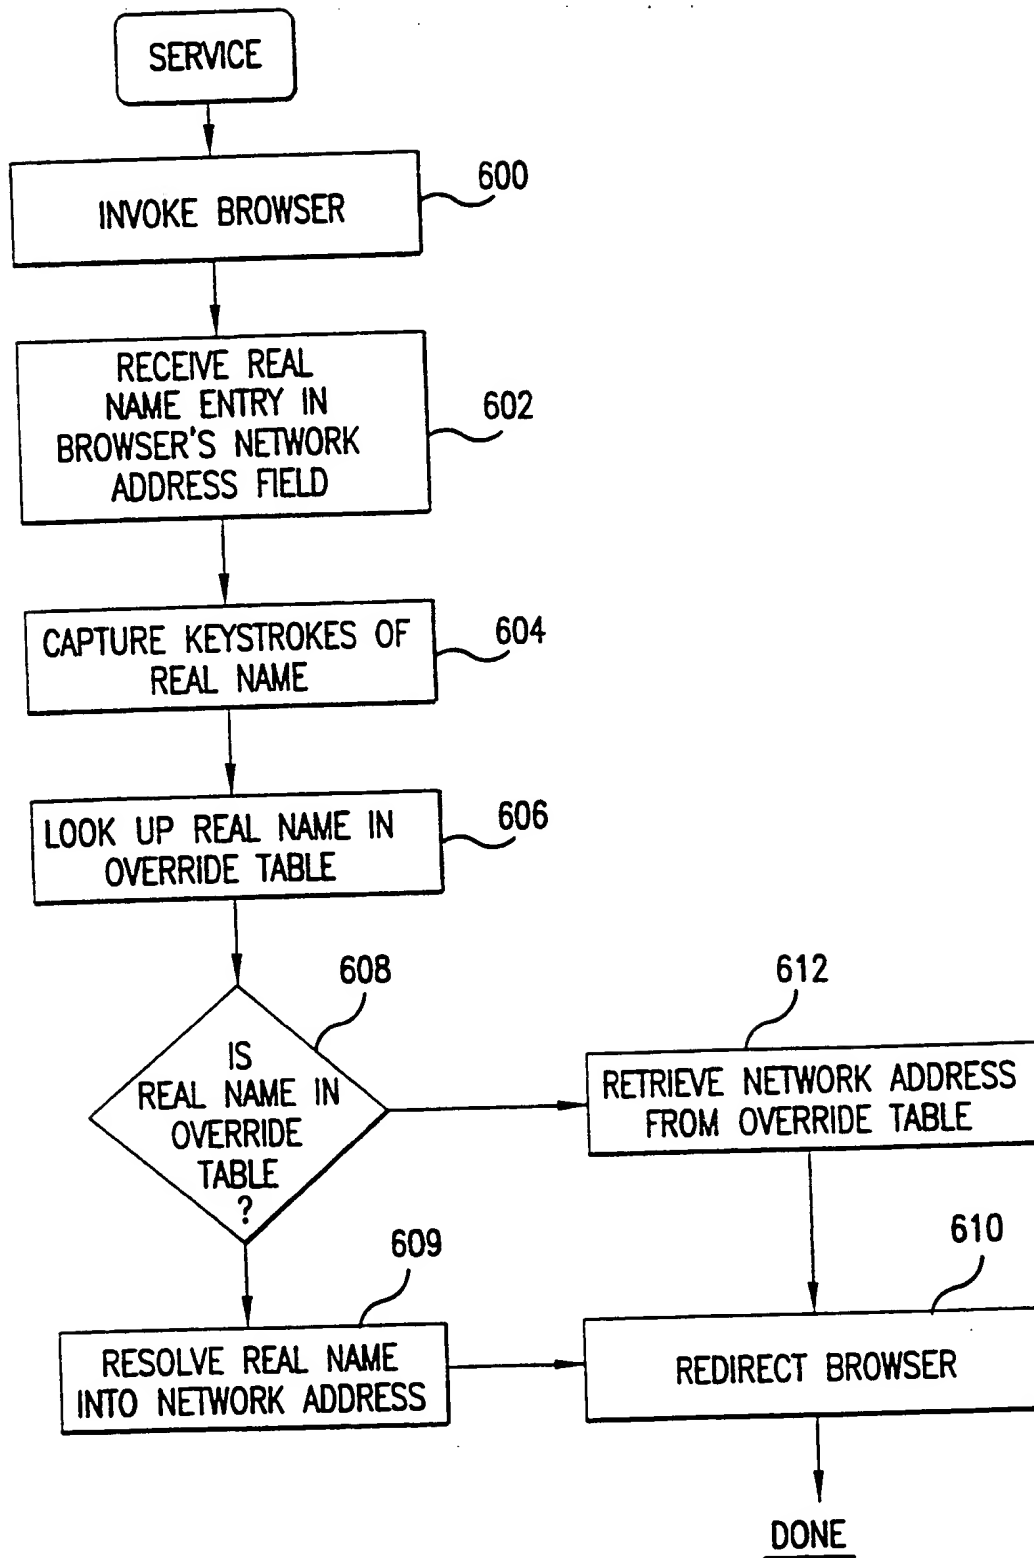 SERVICE
INVOKE BROWSER
600
RECEIVE REAL
NAME ENTRY IN
BROWSER'S NETWORK
ADDRESS FIELD
602
CAPTURE KEYSTROKES OF
REAL NAME
604
LOOK UP REAL NAME IN
OVERRIDE TABLE
606
608
IS
REAL NAME IN
OVERRIDE
TABLE
?
612
RETRIEVE NETWORK ADDRESS
FROM OVERRIDE TABLE
609
RESOLVE REAL NAME
INTO NETWORK ADDRESS
610
REDIRECT BROWSER
DONE